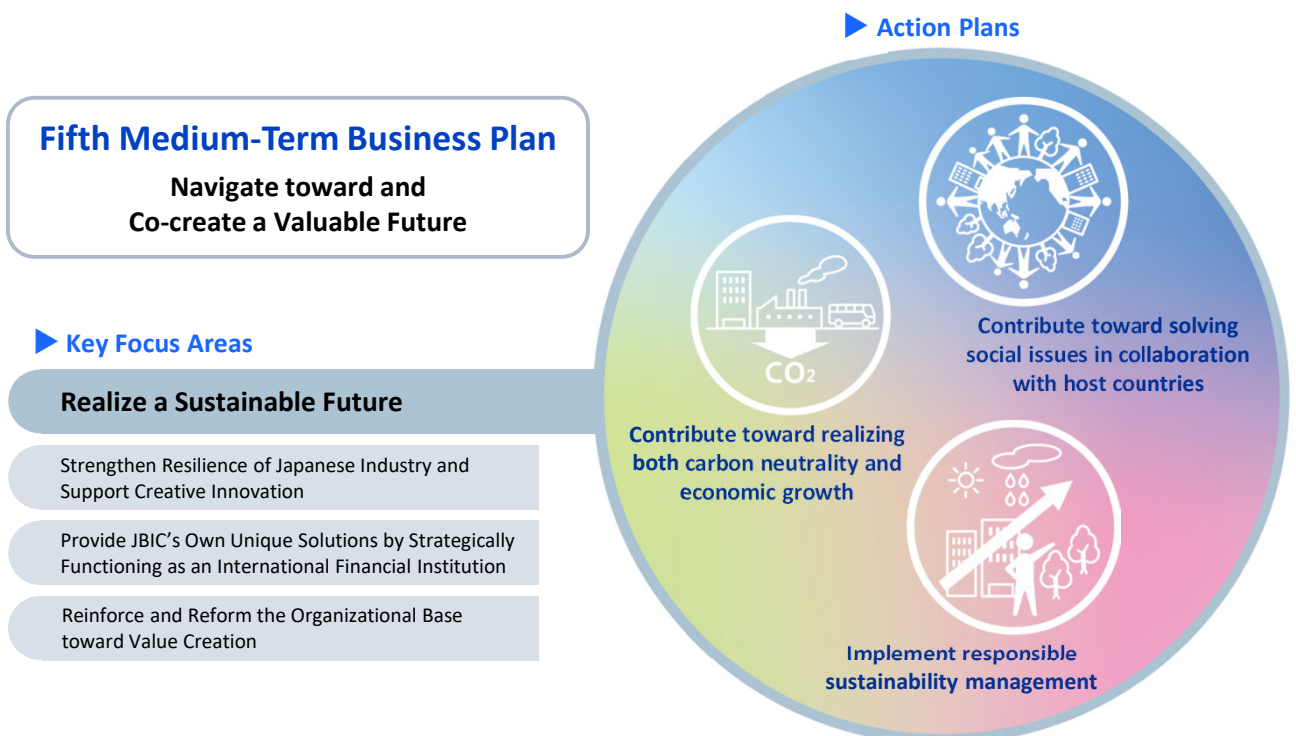 Fifth Medium-Term Business Plan
Navigate toward and
Co-create a Valuable Future
▶ Key Focus Areas
Realize a Sustainable Future
Strengthen Resilience of Japanese Industry and
Support Creative Innovation
Provide JBIC’s Own Unique Solutions by Strategically
Functioning as an International Financial Institution
Reinforce and Reform the Organizational Base
toward Value Creation
▶ Action Plans
Contribute toward solving
social issues in collaboration
with host countries
CO₂
Contribute toward realizing
both carbon neutrality and
economic growth
Implement responsible
sustainability management